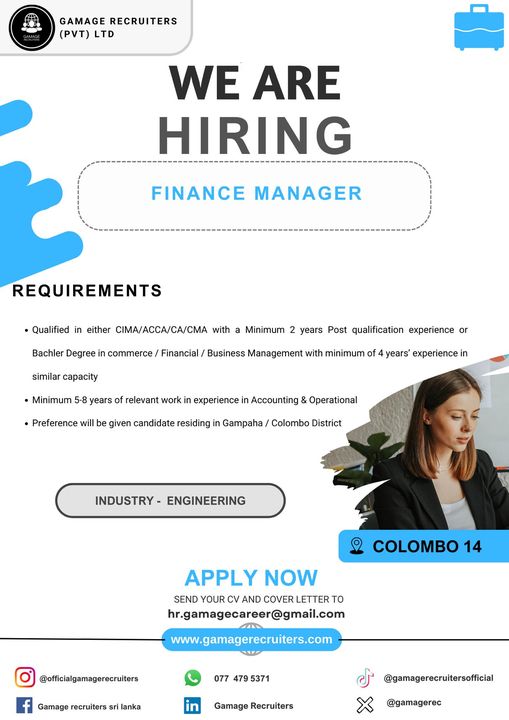 GAMAGE RECRUITERS
(PVT) LTD
GAMAGE
RECRUITERS
WE ARE
HIRING
FINANCE MANAGER
REQUIREMENTS
• Qualified in either CIMA/ACCA/CA/CMA with a Minimum 2 years Post qualification experience or
Bachler Degree in commerce / Financial / Business Management with minimum of 4 years' experience in
similar capacity
• Minimum 5-8 years of relevant work in experience in Accounting & Operational
• Preference will be given candidate residing in Gampaha / Colombo District
INDUSTRY - ENGINEERING
COLOMBO 14
APPLY NOW
SEND YOUR CV AND COVER LETTER TO
hr.gamagecareer@gmail.com
www.gamagerecruiters.com
@officialgamagerecruiters
077 479 5371
@gamagerecruitersofficial
Gamage recruiters sri lanka
Gamage Recruiters
@gamagerec